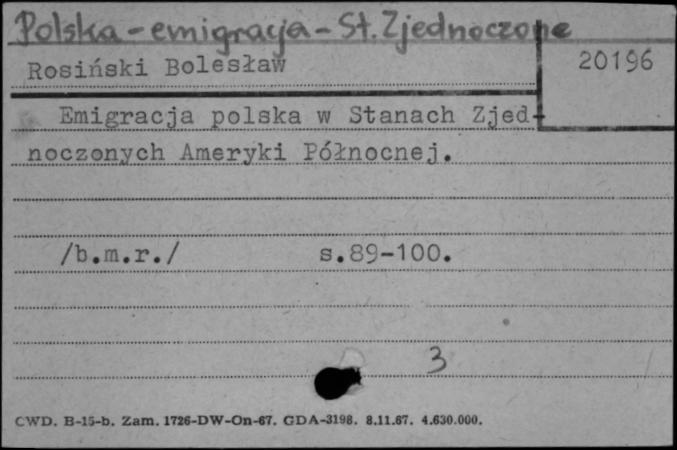 Polska - emigracja - St. Zjednoczone
Rosiński Bolesław
20196
Emigracja polska w Stanach Zjed-
noczonych Ameryki Północnej.
/b.m.r./ s.89-100.
3
CWD. B-15-b. Zam. 1726-DW-On-67. GDA-3198. 8.11.67. 4.630.000.